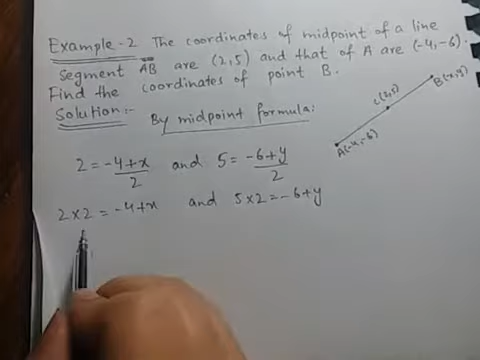 Example-2 The coordinates of midpoint of a line
segment AB are (2,5) and that of A are (-4,-6).
Find the coordinates of point B.
Solution:-
By midpoint formula:
2 = -4+x/2 and 5 = -6+y/2
2×2 = -4+x and 5×2 = -6+y
A(-4,-6)
C(2,5)
B(x,y)